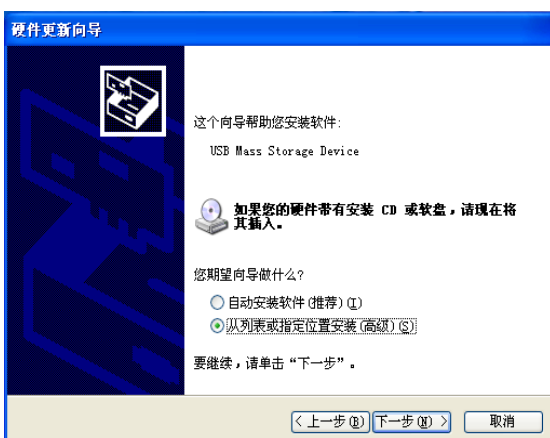 硬件更新向导
这个向导帮助您安装软件:
USB Mass Storage Device
如果您的硬件带有安装 CD 或软盘，请现在将
其插入。
您期望向导做什么?
自动安装软件(推荐)(I)
从列表或指定位置安装(高级)(S)
要继续，请单击“下一步”。
< 上一步(B) 下一步(N) > 取消